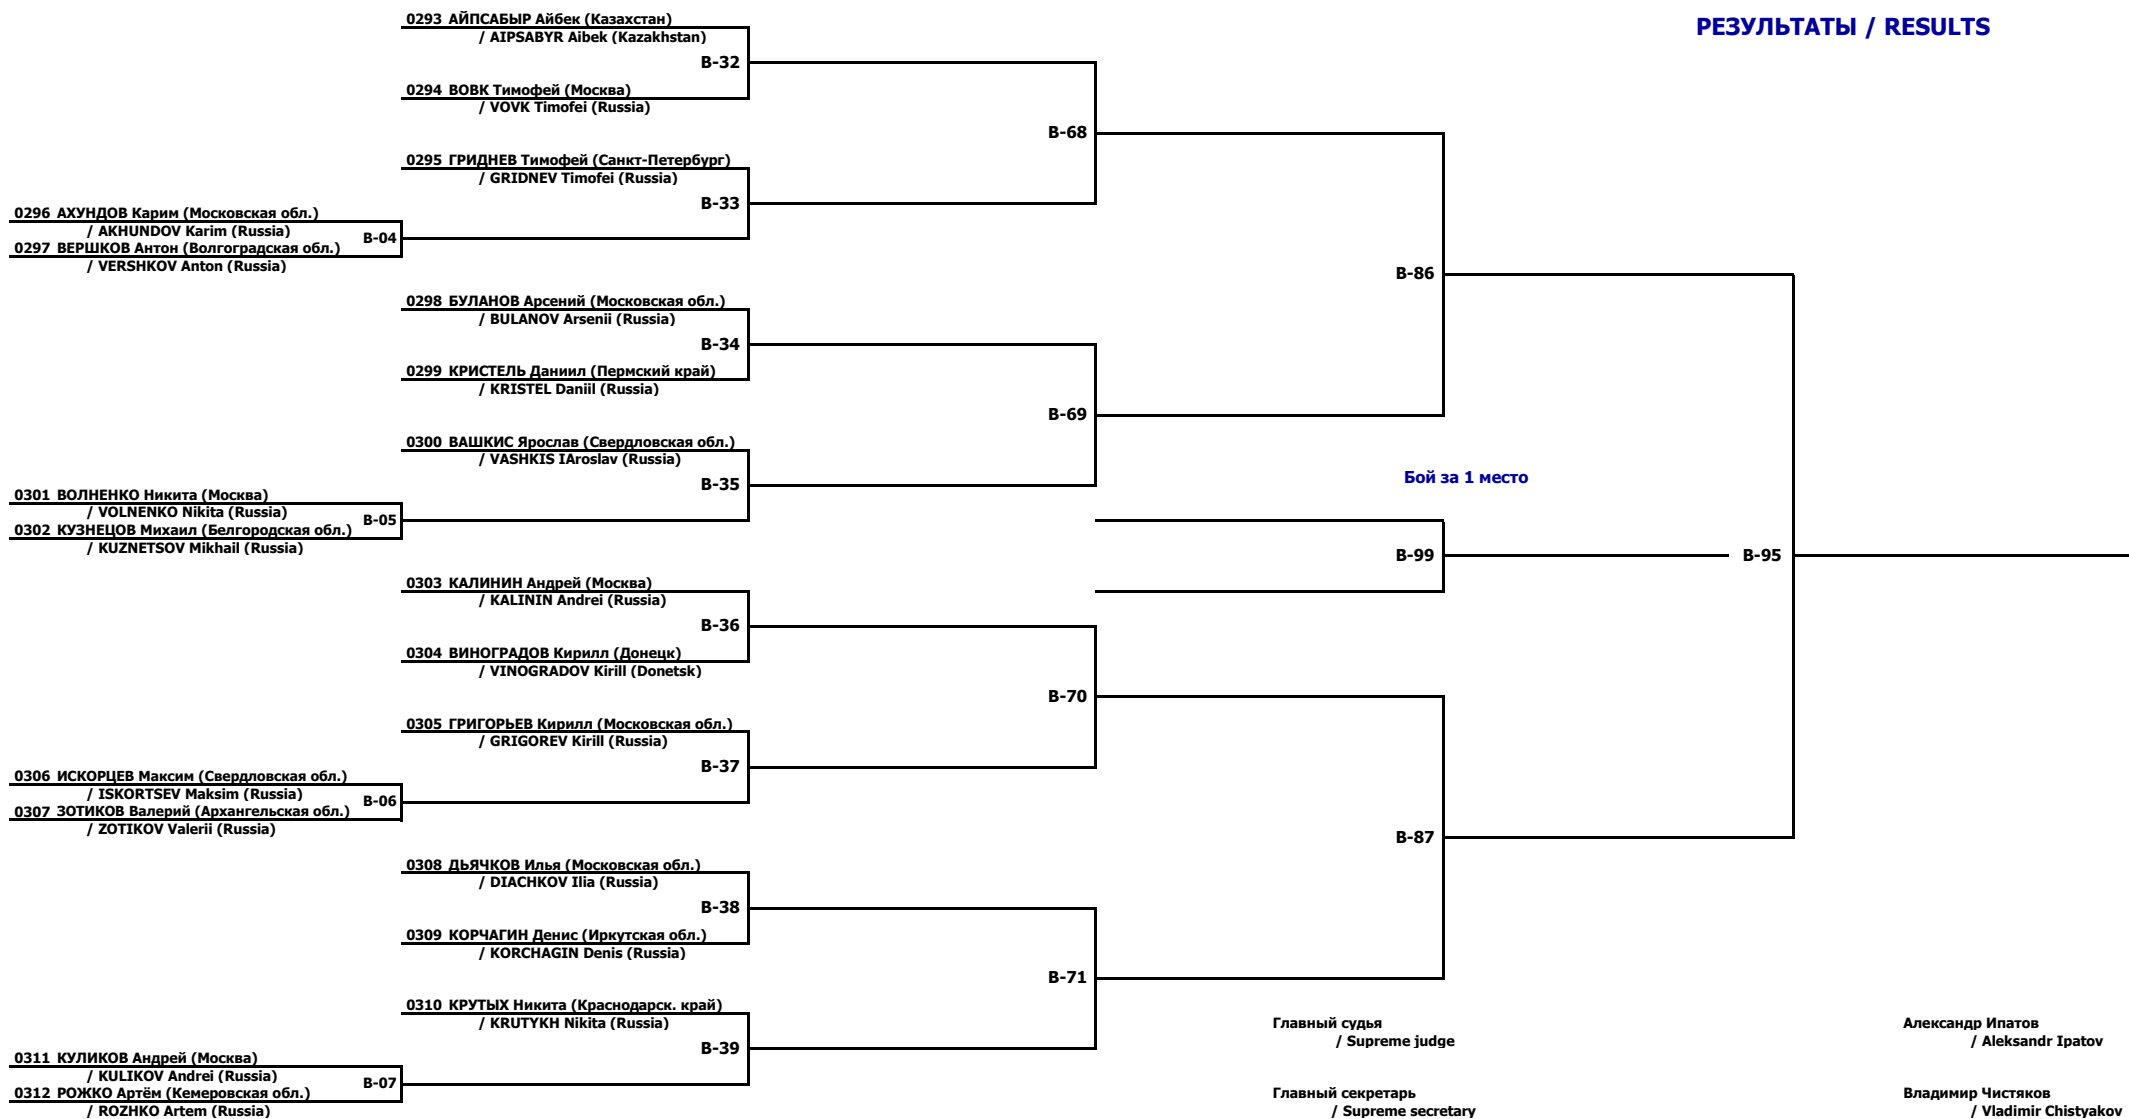 РЕЗУЛЬТАТЫ / RESULTS
0293 АЙПСАБЫР Айбек (Казахстан)
/ AIPSABYR Aibek (Kazakhstan)
B-32
0294 ВОВК Тимофей (Москва)
/ VOVK Timofei (Russia)
B-68
0295 ГРИДНЕВ Тимофей (Санкт-Петербург)
/ GRIDNEV Timofei (Russia)
B-33
0296 АХУНДОВ Карим (Московская обл.)
/ AKHUNDOV Karim (Russia)
B-04
0297 ВЕРШКОВ Антон (Волгоградская обл.)
/ VERSHKOV Anton (Russia)
B-86
0298 БУЛАНОВ Арсений (Московская обл.)
/ BULANOV Arsenii (Russia)
B-34
0299 КРИСТЕЛЬ Даниил (Пермский край)
/ KRISTEL Daniil (Russia)
B-69
0300 ВАШКИС Ярослав (Свердловская обл.)
/ VASHKIS IAroslav (Russia)
B-35
Бой за 1 место
0301 ВОЛНЕНКО Никита (Москва)
/ VOLNENKO Nikita (Russia)
B-05
0302 КУЗНЕЦОВ Михаил (Белгородская обл.)
/ KUZNETSOV Mikhail (Russia)
B-99
B-95
0303 КАЛИНИН Андрей (Москва)
/ KALININ Andrei (Russia)
B-36
0304 ВИНОГРАДОВ Кирилл (Донецк)
/ VINOGRADOV Kirill (Donetsk)
B-70
0305 ГРИГОРЬЕВ Кирилл (Московская обл.)
/ GRIGOREV Kirill (Russia)
B-37
0306 ИСКОРЦЕВ Максим (Свердловская обл.)
/ ISKORTSEV Maksim (Russia)
B-06
0307 ЗОТИКОВ Валерий (Архангельская обл.)
/ ZOTIKOV Valerii (Russia)
B-87
0308 ДЬЯЧКОВ Илья (Московская обл.)
/ DIACHKOV Ilia (Russia)
B-38
0309 КОРЧАГИН Денис (Иркутская обл.)
/ KORCHAGIN Denis (Russia)
B-71
0310 КРУТЫХ Никита (Краснодарск. край)
/ KRUTYKH Nikita (Russia)
B-39
0311 КУЛИКОВ Андрей (Москва)
/ KULIKOV Andrei (Russia)
B-07
0312 РОЖКО Артём (Кемеровская обл.)
/ ROZHKO Artem (Russia)
Главный судья
/ Supreme judge
Александр Ипатов
/ Aleksandr Ipatov
Главный секретарь
/ Supreme secretary
Владимир Чистяков
/ Vladimir Chistyakov